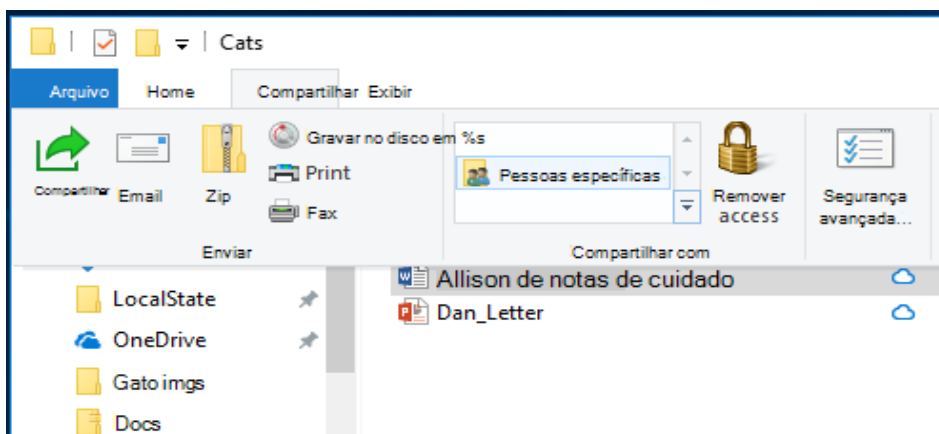 Cats
Arquivo Home Compartilhar Exibir
Compartilhar Email Zip
Gravar no disco em %s
Print
Fax
Enviar
Pessoas específicas
Remover access
Compartilhar com
Segurança avançada...
LocalState
OneDrive
Gato imgs
Docs
Allison de notas de cuidado
Dan_Letter